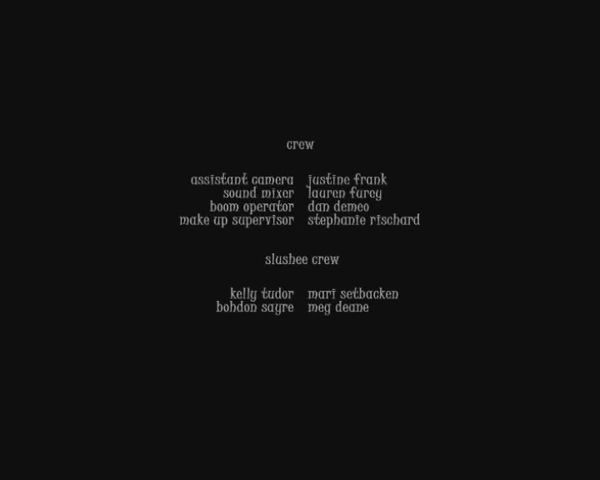 crew
assistant camera justine frank
sound mixer lauren furey
boom operator dan demeo
make up supervisor stephanie rischard
slushee crew
kelly tudor mari setbacken
bohdon sayre meg deane